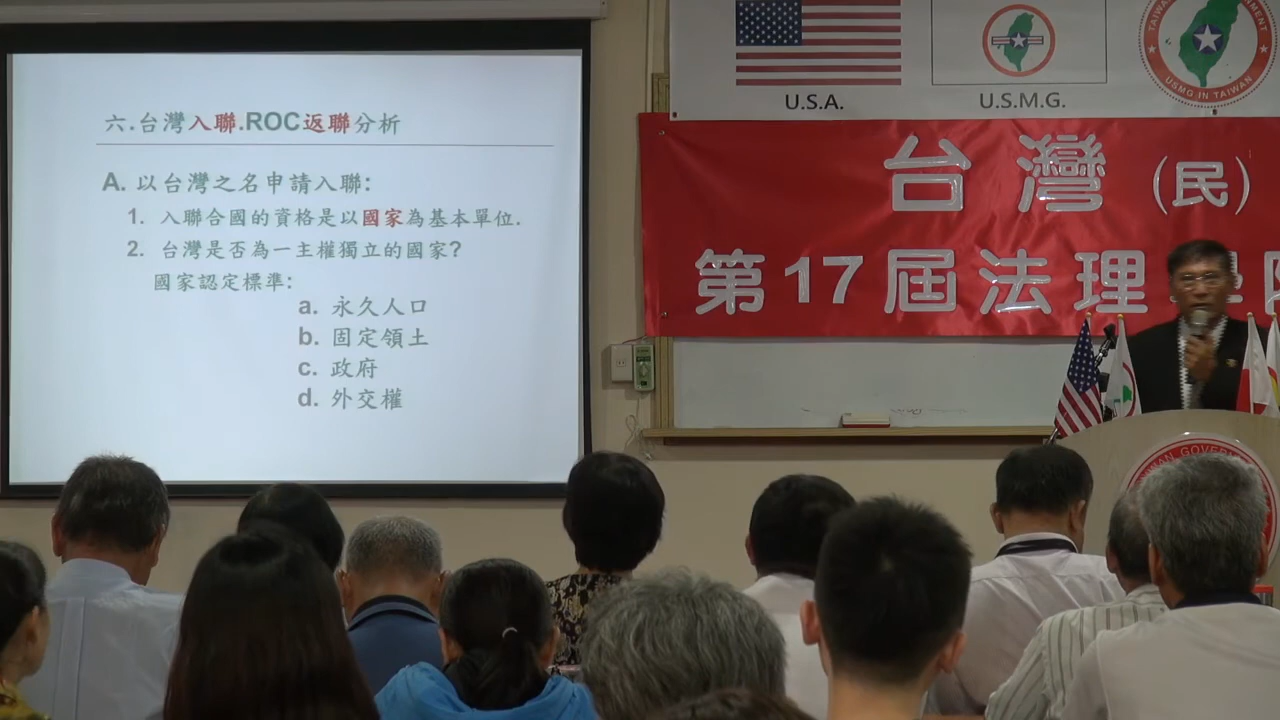 六.台灣入聯.ROC返聯分析
A. 以台灣之名申請入聯:
1. 入聯合國的資格是以國家為基本單位.
2. 台灣是否為一主權獨立的國家?
國家認定標準:
a. 永久人口
b. 固定領土
c. 政府
d. 外交權
U.S.A.
U.S.M.G.
USMG IN TAIWAN
台灣(民)
第17屆法理學